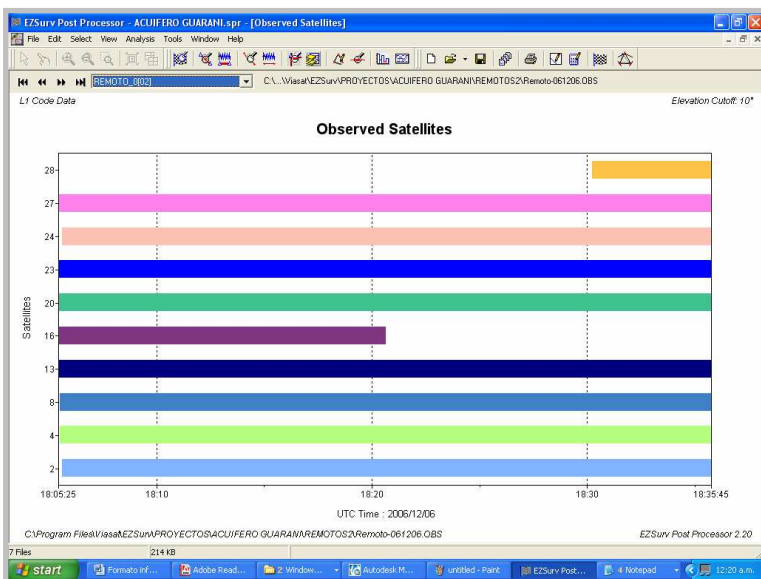 EZSurv Post Processor - ACUIFERO GUARANI.spr - [Observed Satellites]
File Edit Select View Analysis Tools Window Help
REMOTO_0[02] C:\...\Viasat\EZSurv\PROYECTOS\ACUIFERO GUARANI\REMOTOS2\Remoto-061206.OBS
L1 Code Data Elevation Cutoff: 10°
Observed Satellites
28
27
24
23
20
16
13
8
4
2
Satellites
18:05:25 18:10 18:20 18:30 18:35:45
UTC Time : 2006/12/06
C:\Program Files\Viasat\EZSurv\PROYECTOS\ACUIFERO GUARANI\REMOTOS2\Remoto-061206.OBS EZSurv Post Processor 2.20
7 Files 214 KB
start Formato inf... Adobe Read... 2 Window... Autodesk M... untitled - Paint EZSurv Post... 4 Notepad 12:20 a.m.